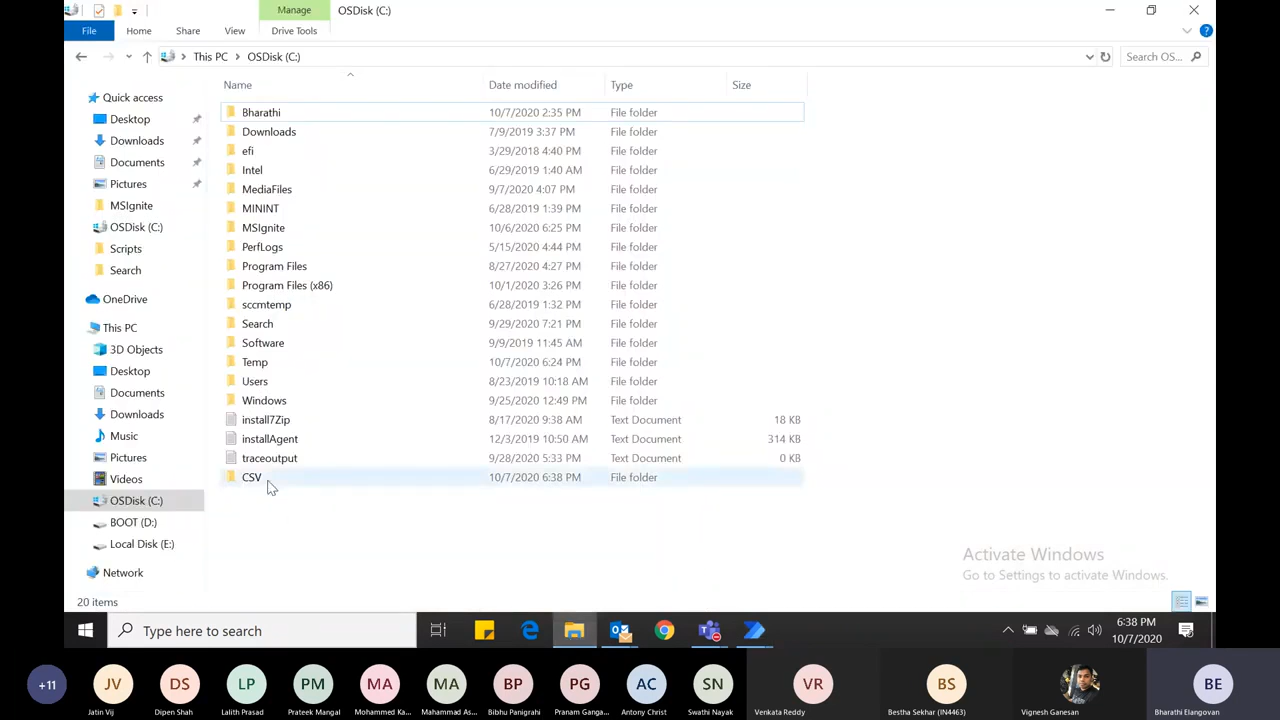 Manage
OSDisk (C:)
File
Home
Share
View
Drive Tools
This PC
OSDisk (C:)
Search OS...
Name
Date modified
Type
Size
Quick access
Desktop
Downloads
Documents
Pictures
MSIgnite
OSDisk (C:)
Scripts
Search
OneDrive
This PC
3D Objects
Desktop
Documents
Downloads
Music
Pictures
Videos
OSDisk (C:)
BOOT (D:)
Local Disk (E:)
Network
Bharathi 10/7/2020 2:35 PM File folder
Downloads 7/9/2019 3:37 PM File folder
efi 3/29/2018 4:40 PM File folder
Intel 6/29/2019 1:40 AM File folder
MediaFiles 9/7/2020 4:07 PM File folder
MININT 6/28/2019 1:39 PM File folder
MSIgnite 10/6/2020 6:25 PM File folder
PerfLogs 5/15/2020 4:44 PM File folder
Program Files 8/27/2020 4:27 PM File folder
Program Files (x86) 10/1/2020 3:26 PM File folder
sccmtemp 6/28/2019 1:32 PM File folder
Search 9/29/2020 7:21 PM File folder
Software 9/9/2019 11:45 AM File folder
Temp 10/7/2020 6:24 PM File folder
Users 8/23/2019 10:18 AM File folder
Windows 9/25/2020 12:49 PM File folder
install7Zip 8/17/2020 9:38 AM Text Document 18 KB
installAgent 12/3/2019 10:50 AM Text Document 314 KB
traceoutput 9/28/2020 5:33 PM Text Document 0 KB
CSV 10/7/2020 6:38 PM File folder
Activate Windows
Go to Settings to activate Windows.
20 items
Type here to search
6:38 PM
10/7/2020
+11
JV
DS
LP
PM
MA
MA
BP
PG
AC
SN
VR
BS
BE
Jatin Vij
Dipen Shah
Lalith Prasad
Prateek Mangal
Mohammed Ka...
Mahammad As...
Bibhu Panigrahi
Pranam Ganga...
Antony Christ
Swathi Nayak
Venkata Reddy
Bestha Sekhar (IN4463)
Vignesh Ganesan
Bharathi Elangovan